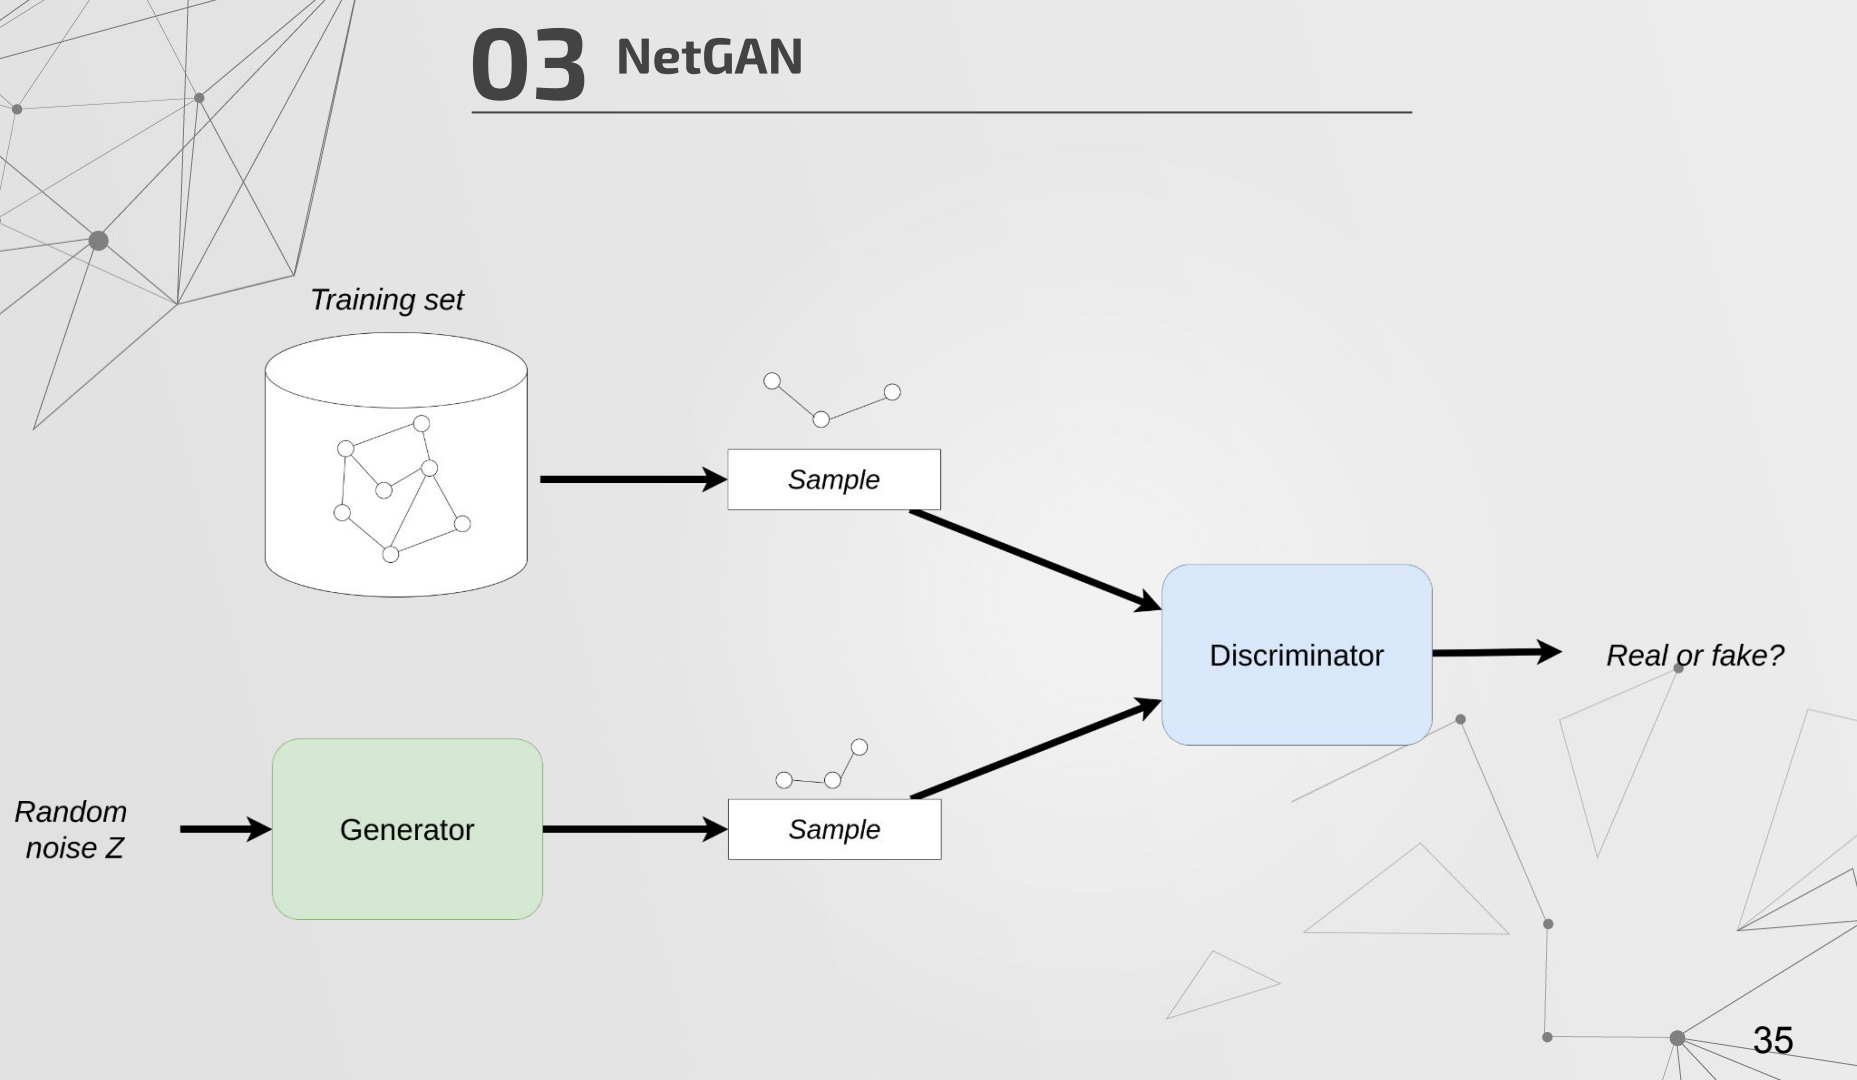 03 NetGAN
Training set
Sample
Discriminator
Real or fake?
Random
noise Z
Generator
Sample
35